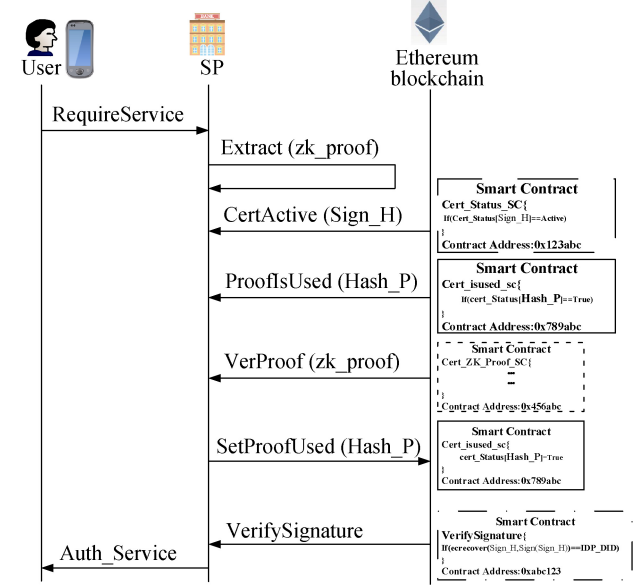 BANK
User
SP
Ethereum
blockchain
RequireService
Extract (zk_proof)
CertActive (Sign_H)
ProofIsUsed (Hash_P)
VerProof (zk_proof)
SetProofUsed (Hash_P)
VerifySignature
Auth_Service
Smart Contract
Cert_Status_SC{
If(Cert_Status[Sign_H]==Active)
}
Contract Address:0x123abc
Smart Contract
Cert_isused_sc{
If(cert_Status[Hash_P]==True)
}
Contract Address:0x789abc
Smart Contract
Cert_ZK_Proof_SC{
}
Contract Address:0x456abc
Smart Contract
Cert_isused_sc{
cert_Status[Hash_P]=True
}
Contract Address:0x789abc
Smart Contract
VerifySignature{
If(ecrecover(Sign_H,Sign(Sign_H))==IDP_DID)
}
Contract Address:0xabc123